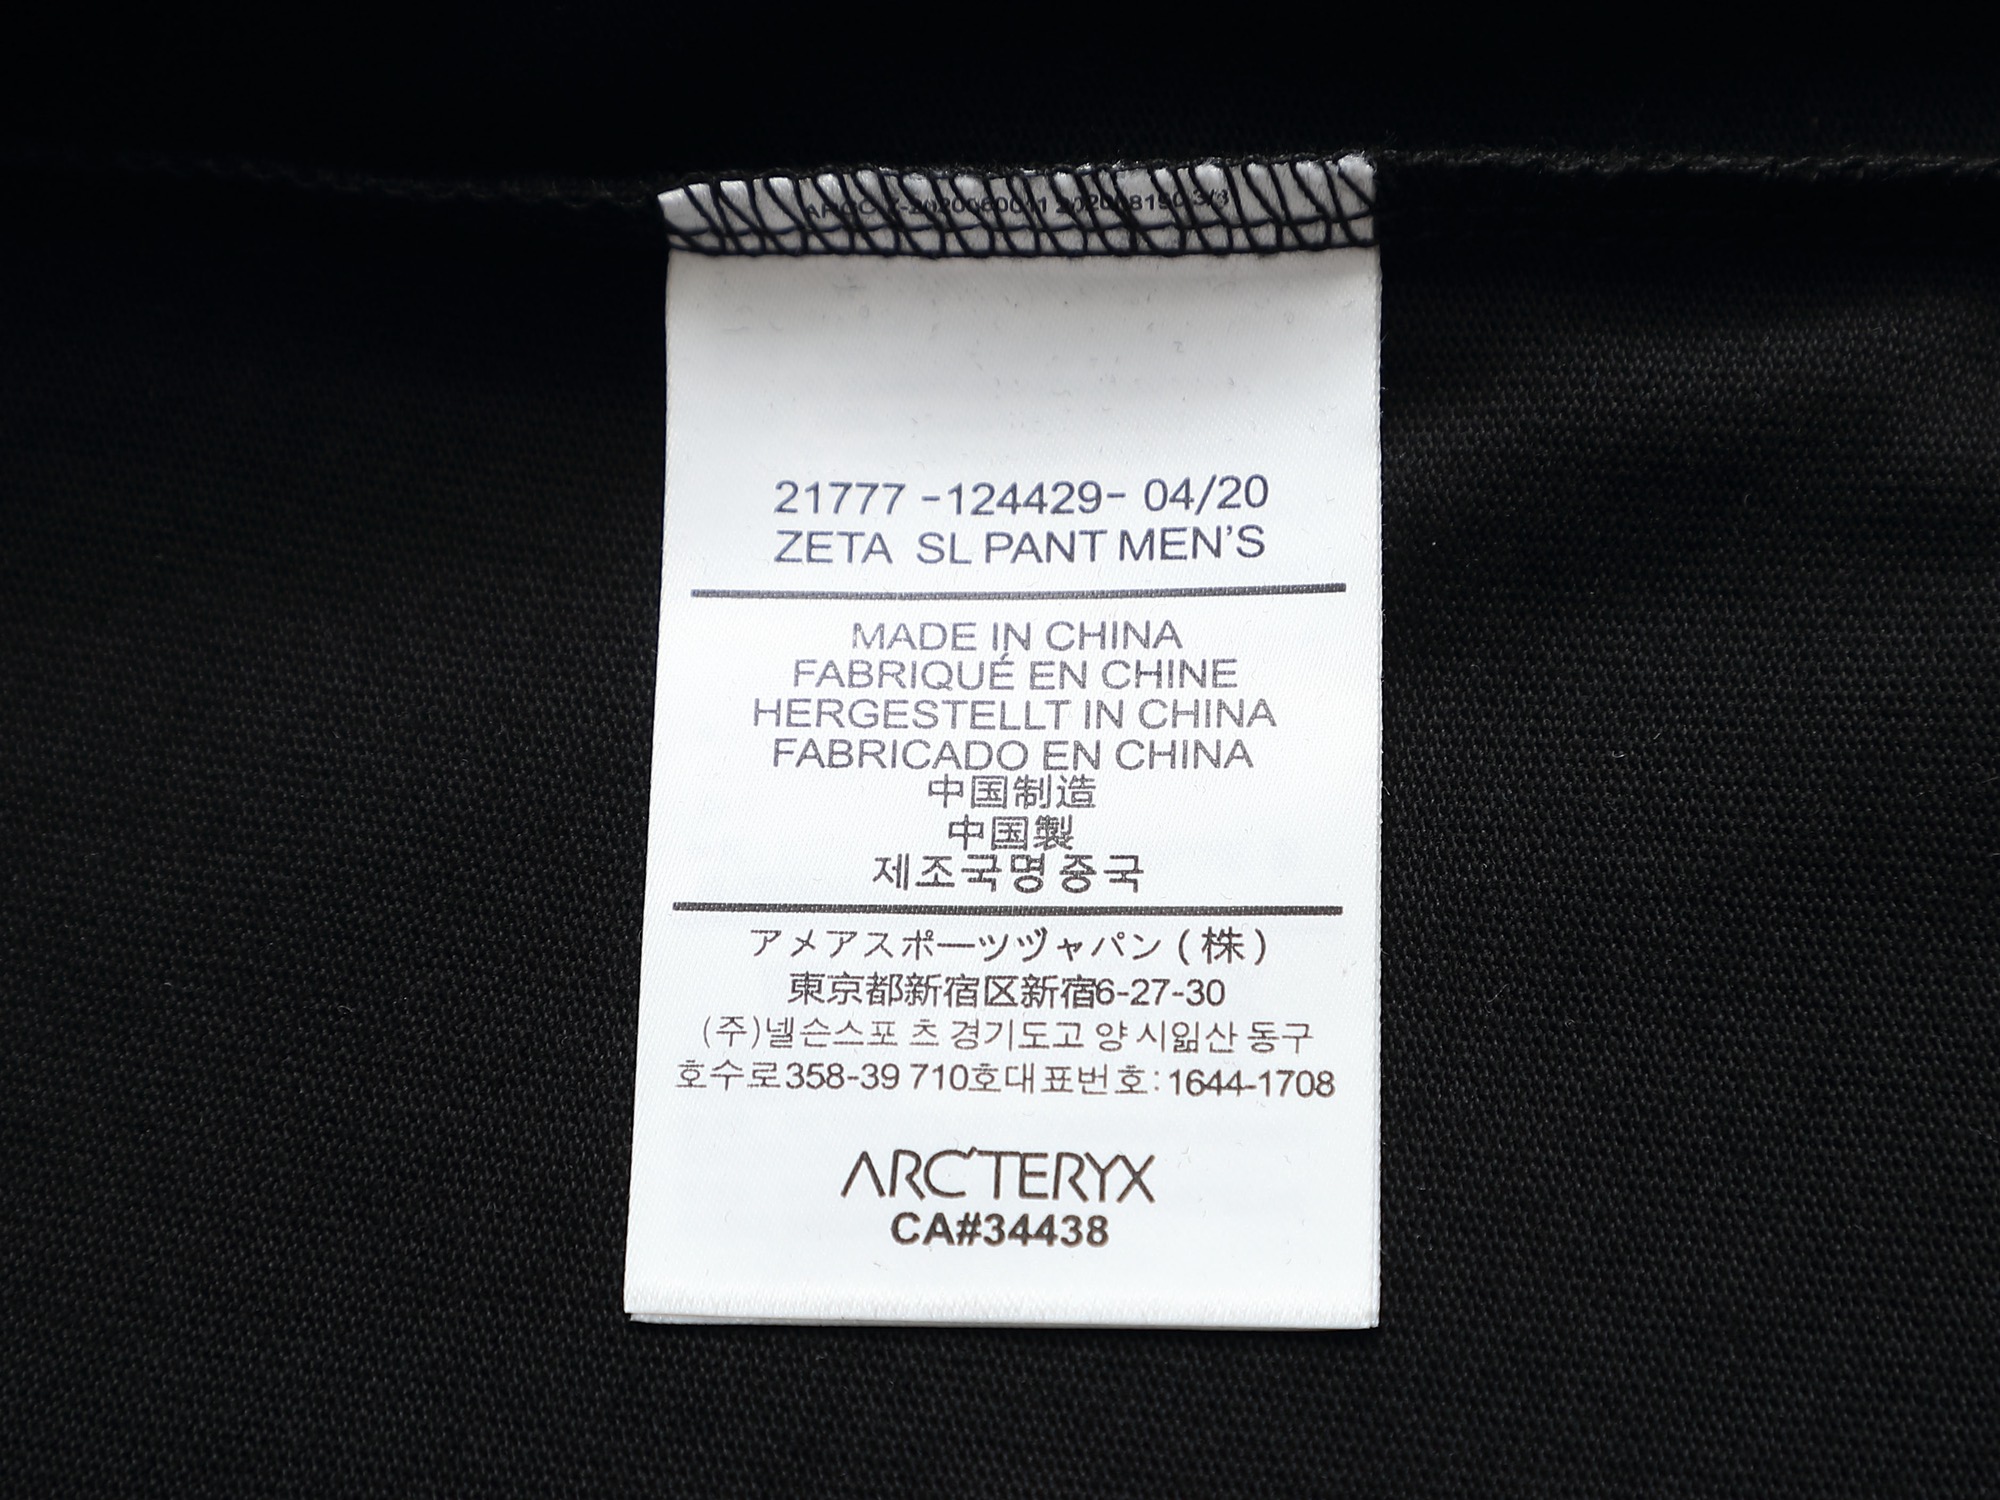 21777 -124429- 04/20
ZETA SL PANT MEN'S
MADE IN CHINA
FABRIQUÉ EN CHINE
HERGESTELLT IN CHINA
FABRICADO EN CHINA
中国制造
中国製
제조국명 중국
アメアスポーツヅャパン(株)
東京都新宿区新宿6-27-30
(주)넬슨스포 츠 경기도고 양 시잃산 동구
호수로358-39 710호대표번호: 1644-1708
ARC'TERYX
CA#34438